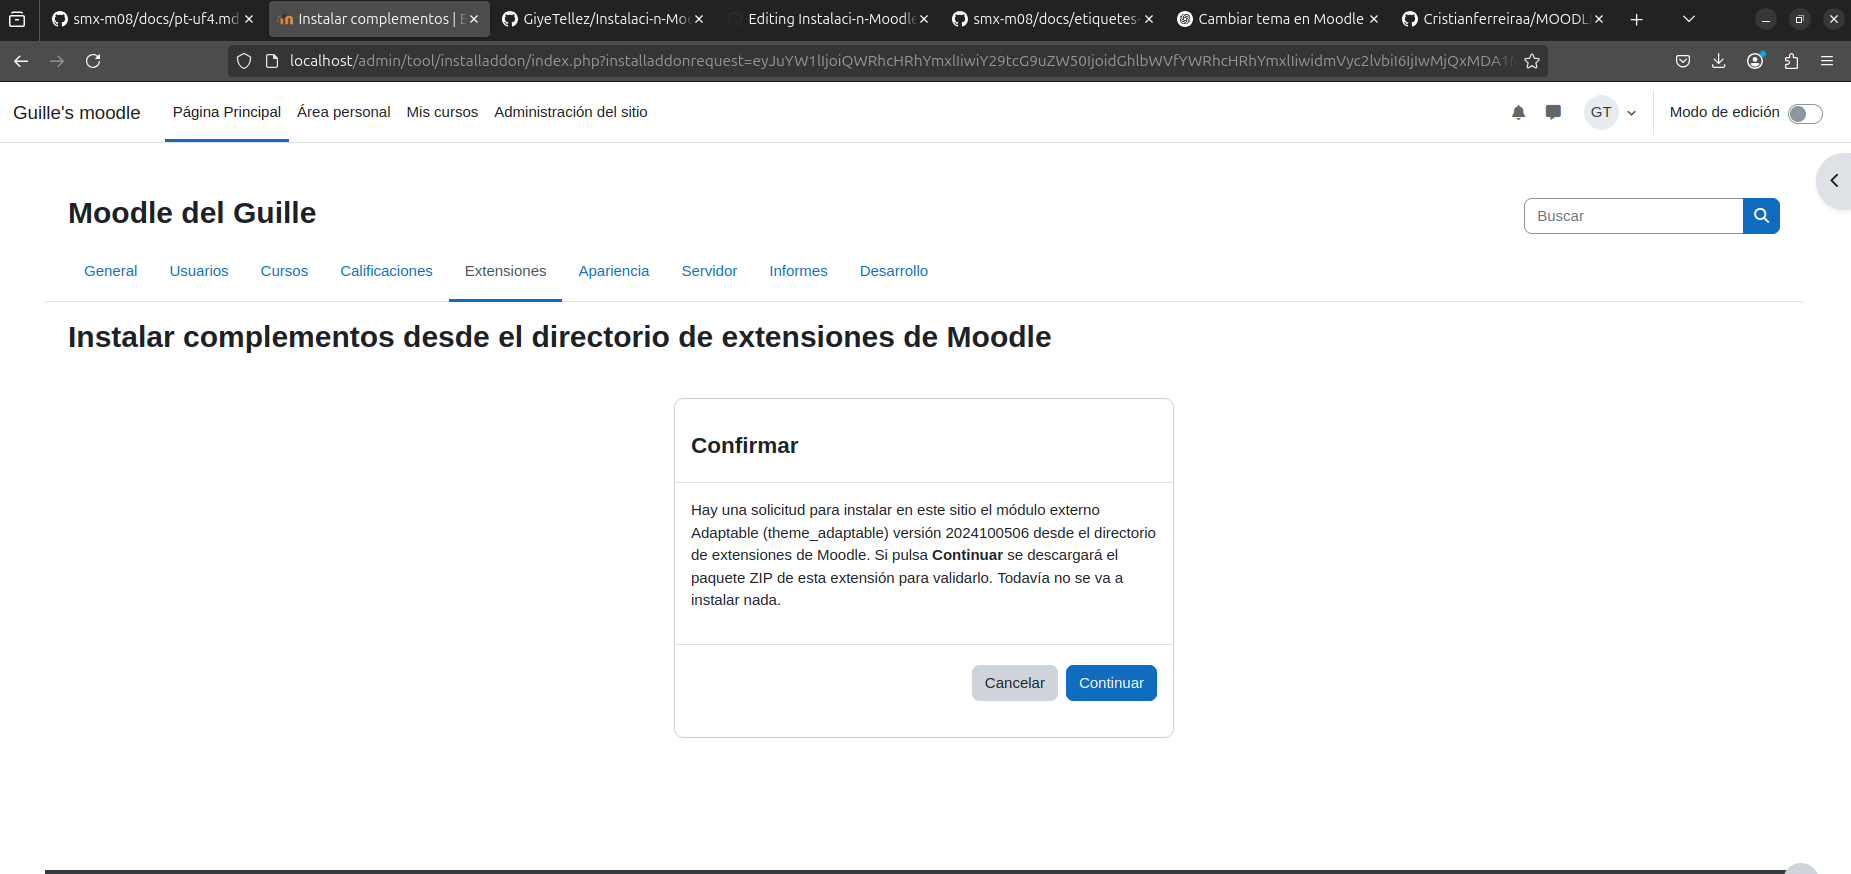 smx-m08/docs/pt-uf4.md
Instalar complementos |
GiyeTellez/Instalaci-n-Moo
Editing Instalaci-n-Moodle
smx-m08/docs/etiquetes-
Cambiar tema en Moodle
Cristianferreiraa/MOODL
localhost/admin/tool/installaddon/index.php?installaddonrequest=
Guille's moodle
Página Principal
Área personal
Mis cursos
Administración del sitio
GT
Modo de edición
Moodle del Guille
Buscar
General
Usuarios
Cursos
Calificaciones
Extensiones
Apariencia
Servidor
Informes
Desarrollo
Instalar complementos desde el directorio de extensiones de Moodle
Confirmar
Hay una solicitud para instalar en este sitio el módulo externo
Adaptable (theme_adaptable) versión 2024100506 desde el directorio
de extensiones de Moodle. Si pulsa Continuar se descargará el
paquete ZIP de esta extensión para validarlo. Todavía no se va a
instalar nada.
Cancelar
Continuar